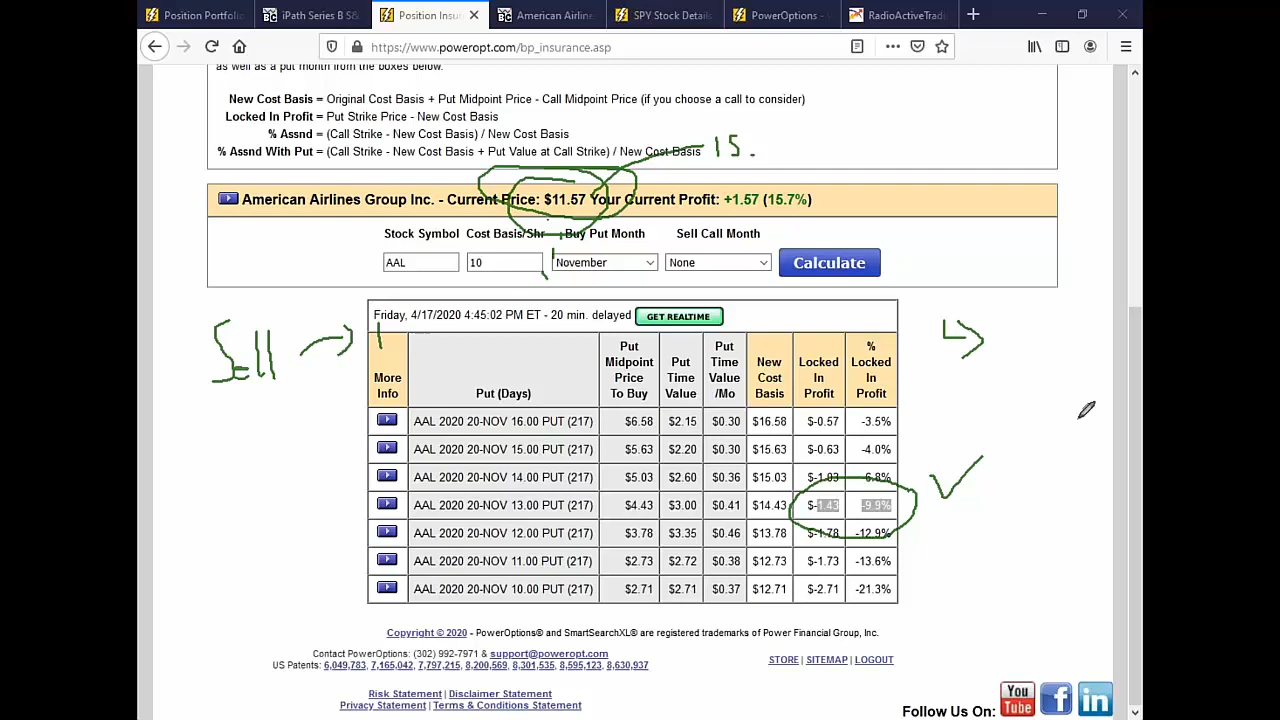 Position Portfolio
iPath Series B S&
Position Insu
American Airline
SPY Stock Details
PowerOptions -
RadioActiveTradi
https://www.poweropt.com/bp_insurance.asp
as well as a put month from the boxes below.
New Cost Basis = Original Cost Basis + Put Midpoint Price - Call Midpoint Price (if you choose a call to consider)
Locked In Profit = Put Strike Price - New Cost Basis
% Assnd = (Call Strike - New Cost Basis) / New Cost Basis
% Assnd With Put = (Call Strike - New Cost Basis + Put Value at Call Strike) / New Cost Basis
15.
American Airlines Group Inc. - Current Price: $11.57 Your Current Profit: +1.57 (15.7%)
Stock Symbol Cost Basis/Shr Buy Put Month Sell Call Month
AAL 10 November None Calculate
Friday, 4/17/2020 4:45:02 PM ET - 20 min. delayed GET REALTIME
Sell
More Info Put (Days) Put Midpoint Price To Buy Put Time Value Put Time Value /Mo New Cost Basis Locked In Profit % Locked In Profit
AAL 2020 20-NOV 16.00 PUT (217) $6.58 $2.15 $0.30 $16.58 $-0.57 -3.5%
AAL 2020 20-NOV 15.00 PUT (217) $5.63 $2.20 $0.30 $15.63 $-0.63 -4.0%
AAL 2020 20-NOV 14.00 PUT (217) $5.03 $2.60 $0.36 $15.03 $-1.03 -6.8%
AAL 2020 20-NOV 13.00 PUT (217) $4.43 $3.00 $0.41 $14.43 $-1.43 -9.9%
AAL 2020 20-NOV 12.00 PUT (217) $3.78 $3.35 $0.46 $13.78 $-1.78 -12.9%
AAL 2020 20-NOV 11.00 PUT (217) $2.73 $2.72 $0.38 $12.73 $-1.73 -13.6%
AAL 2020 20-NOV 10.00 PUT (217) $2.71 $2.71 $0.37 $12.71 $-2.71 -21.3%
Copyright © 2020 - PowerOptions® and SmartSearchXL® are registered trademarks of Power Financial Group, Inc.
Contact PowerOptions: (302) 992-7971 & support@poweropt.com
US Patents: 6,049,783, 7,165,042, 7,797,215, 8,200,569, 8,301,535, 8,595,123, 8,630,937
STORE | SITEMAP | LOGOUT
Risk Statement | Disclaimer Statement
Privacy Statement | Terms & Conditions Statement
Follow Us On: You Tube f in